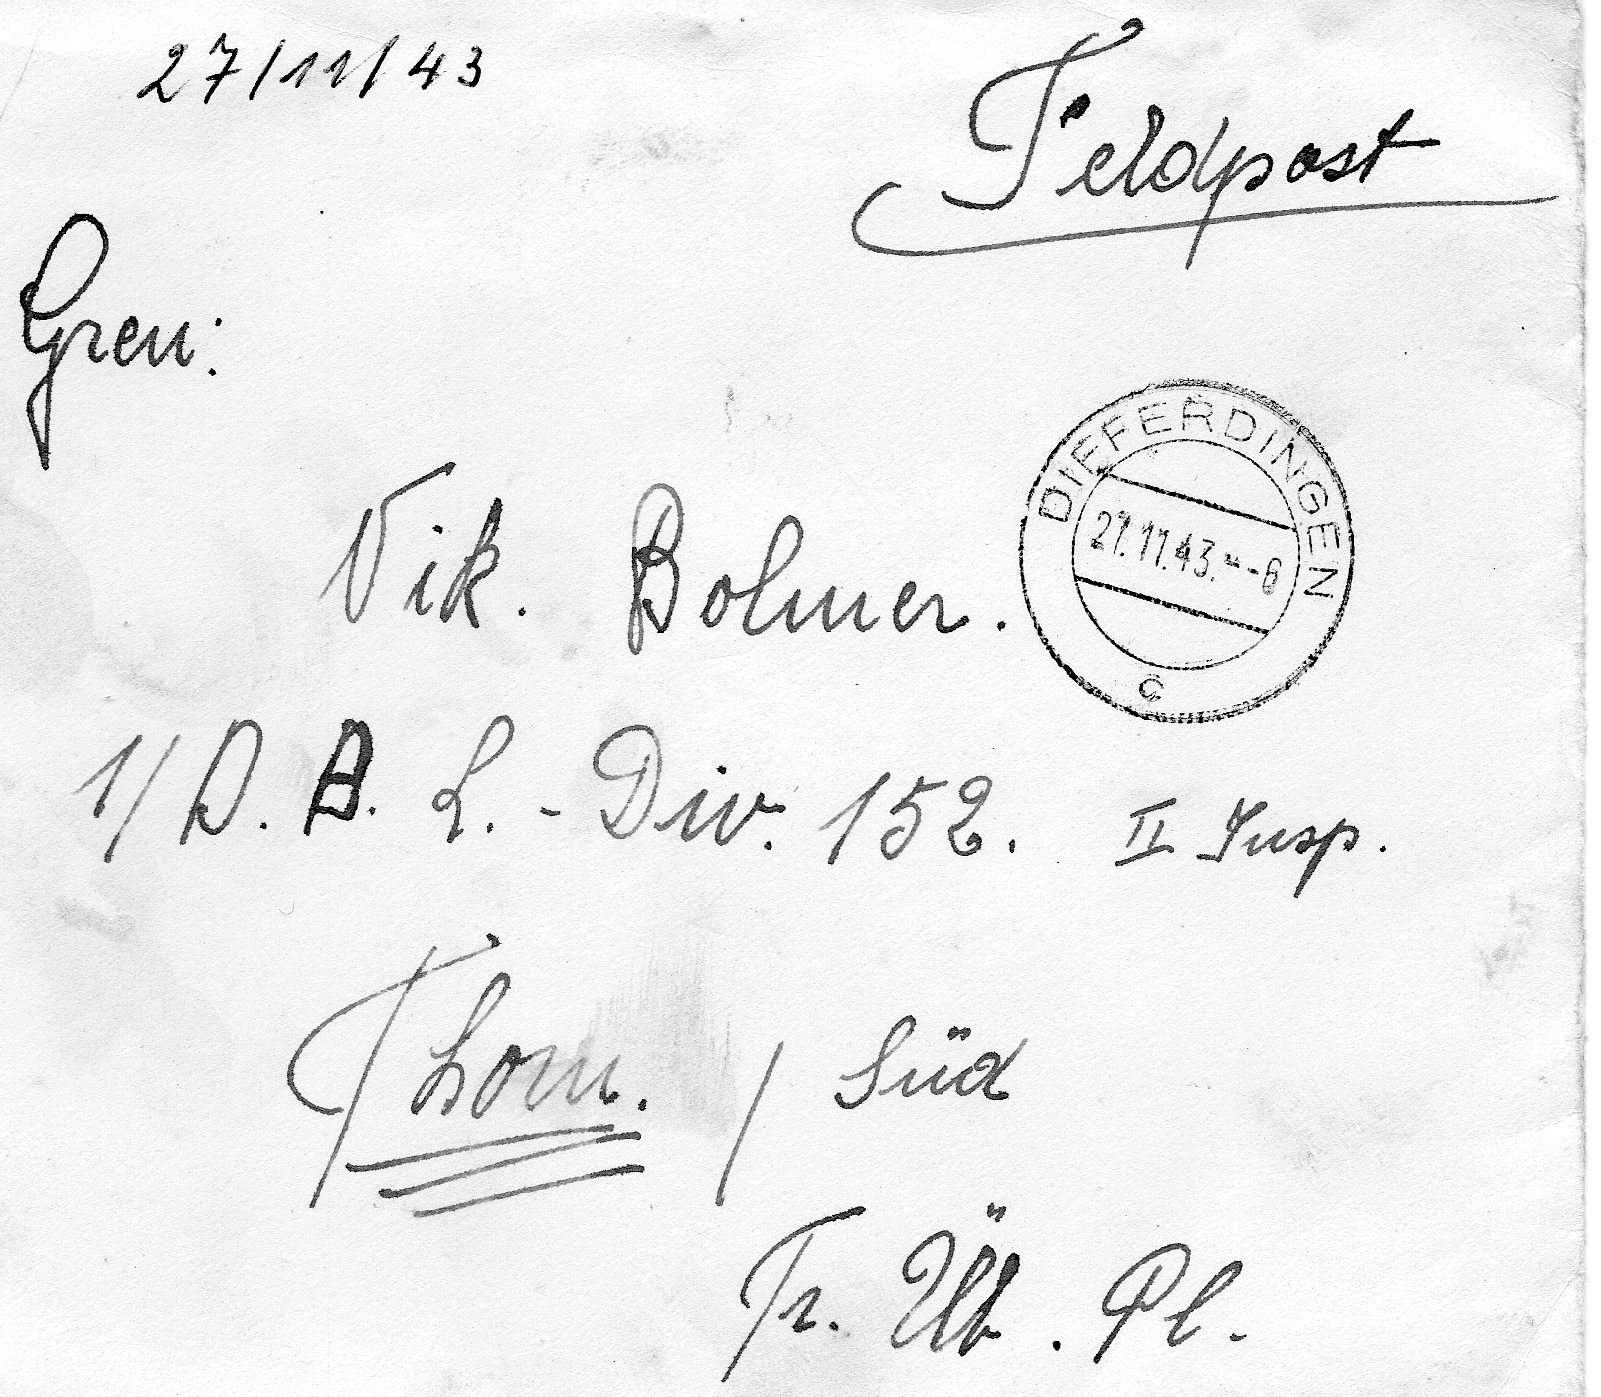 27/11/43
Feldpost
Gren:
Vik. Bolmer.
DIFFERDINGEN
27.11.43.--6
c
1/ D. A. L. - Div. 152. II Insp.
Thorn. / Süd
Tr. Üb. Pl.